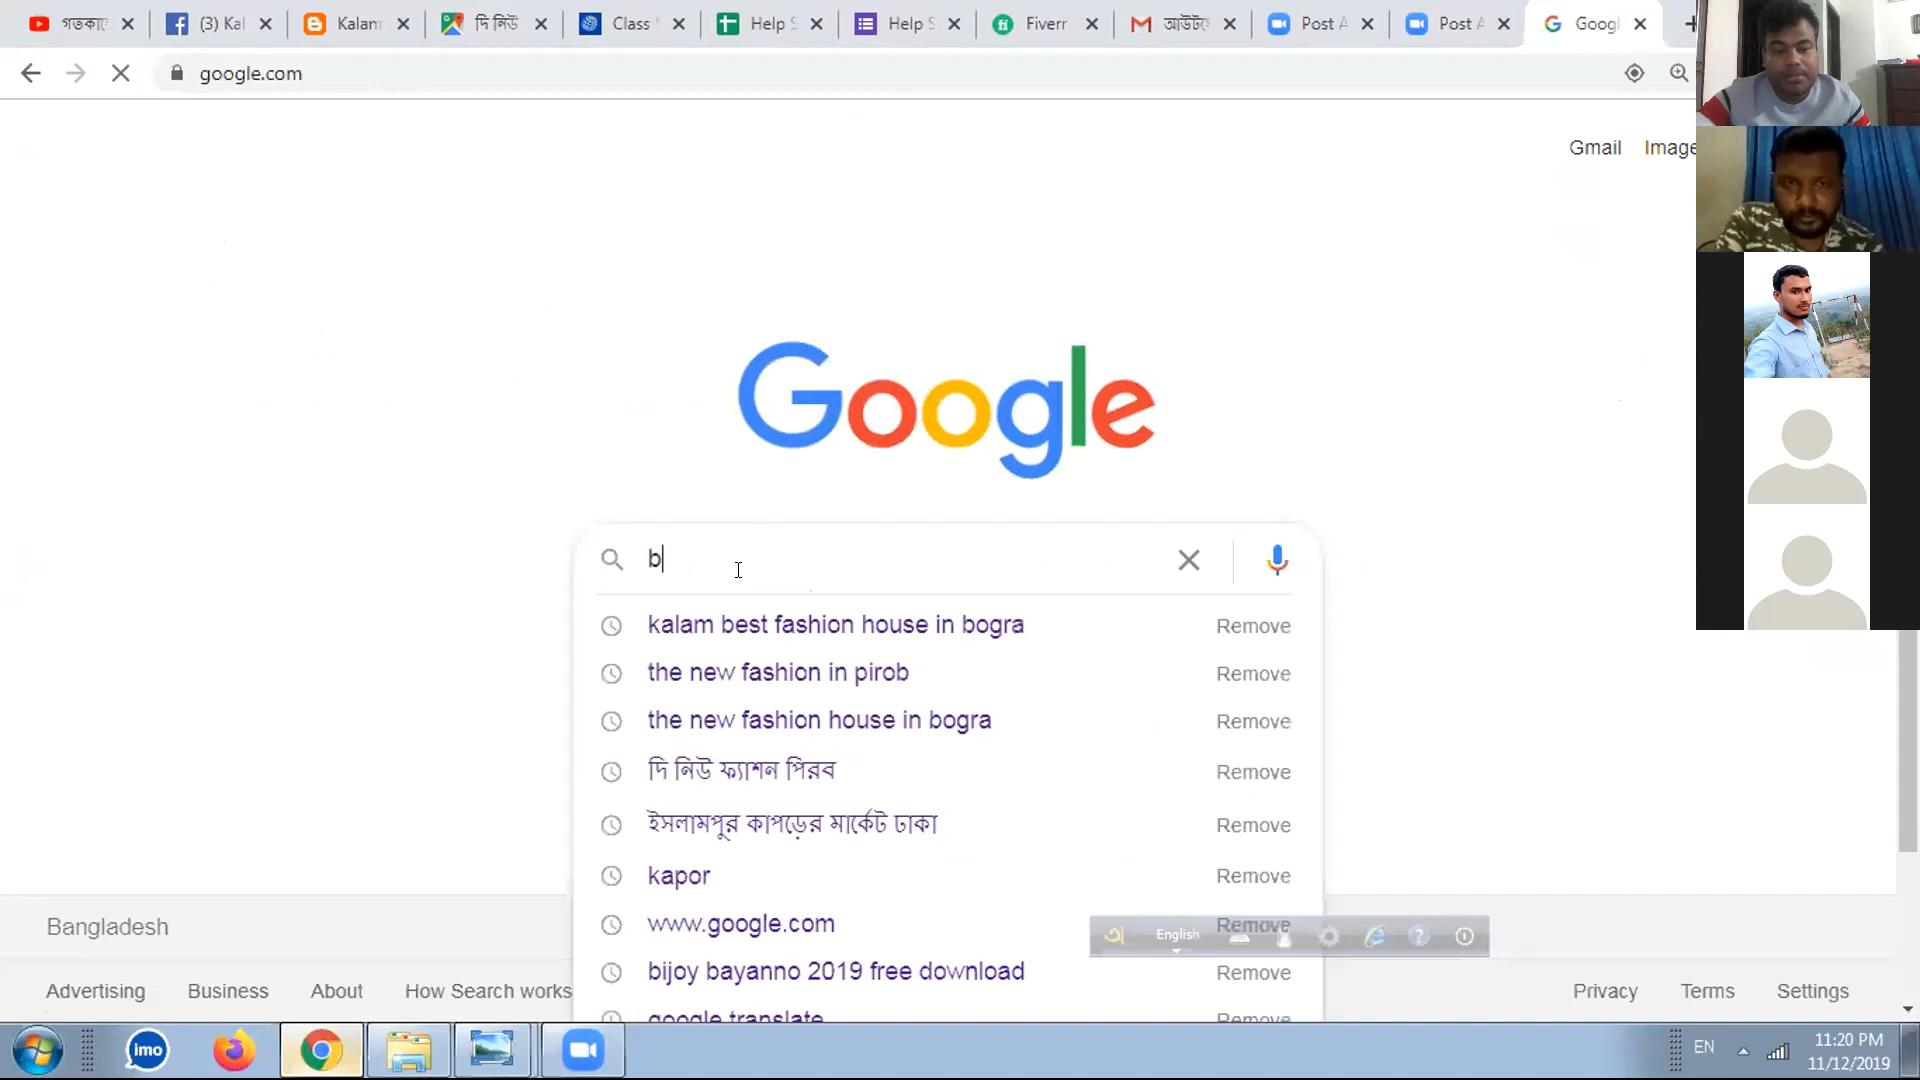 গতকা
(3) Kal
Kalam
দি নিউ
Class
Help S
Help S
Fiverr
Post A
Post A
Googl
google.com
Gmail
Image
Google
b
kalam best fashion house in bogra Remove
the new fashion in pirob Remove
the new fashion house in bogra Remove
দি নিউ ফ্যাশন পিরব Remove
ইসলামপুর কাপড়ের মার্কেট ঢাকা Remove
kapor Remove
www.google.com Remove
bijoy bayanno 2019 free download Remove
google translate Remove
অ English
Bangladesh
Advertising Business About How Search works
Privacy Terms Settings
imo
EN
11:20 PM
11/12/2019